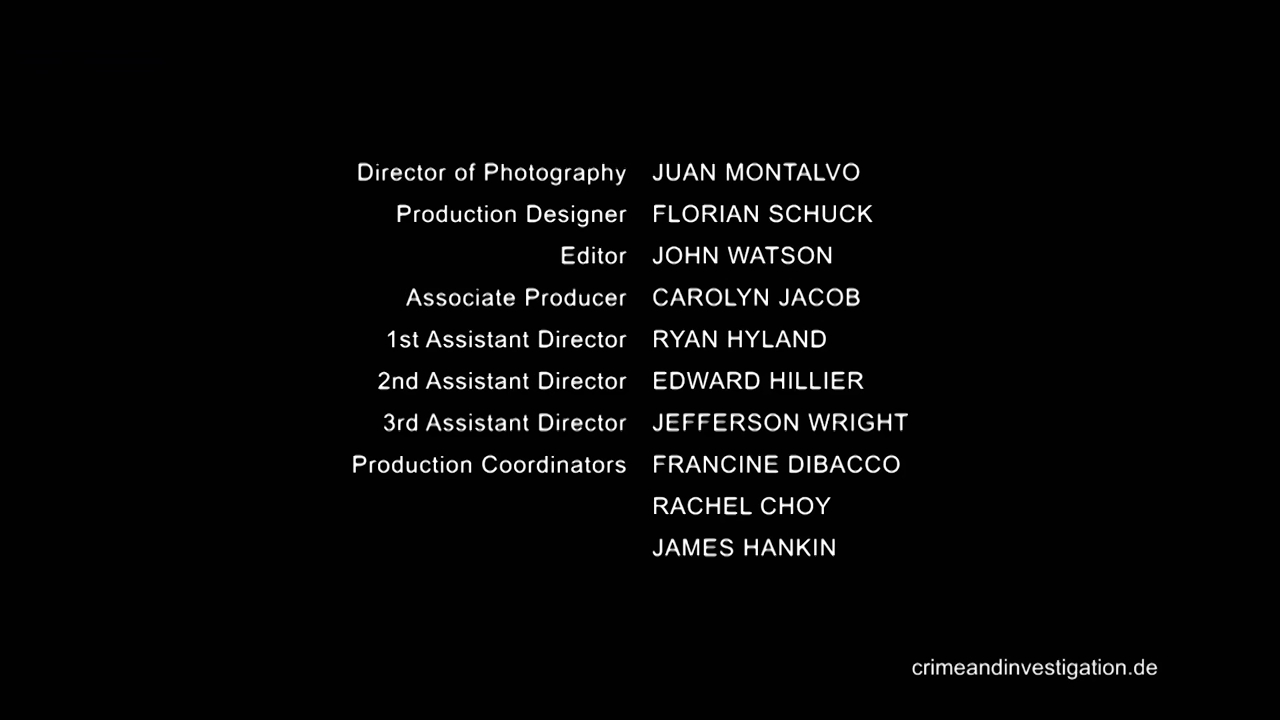 Director of Photography JUAN MONTALVO
Production Designer FLORIAN SCHUCK
Editor JOHN WATSON
Associate Producer CAROLYN JACOB
1st Assistant Director RYAN HYLAND
2nd Assistant Director EDWARD HILLIER
3rd Assistant Director JEFFERSON WRIGHT
Production Coordinators FRANCINE DIBACCO
RACHEL CHOY
JAMES HANKIN
crimeandinvestigation.de